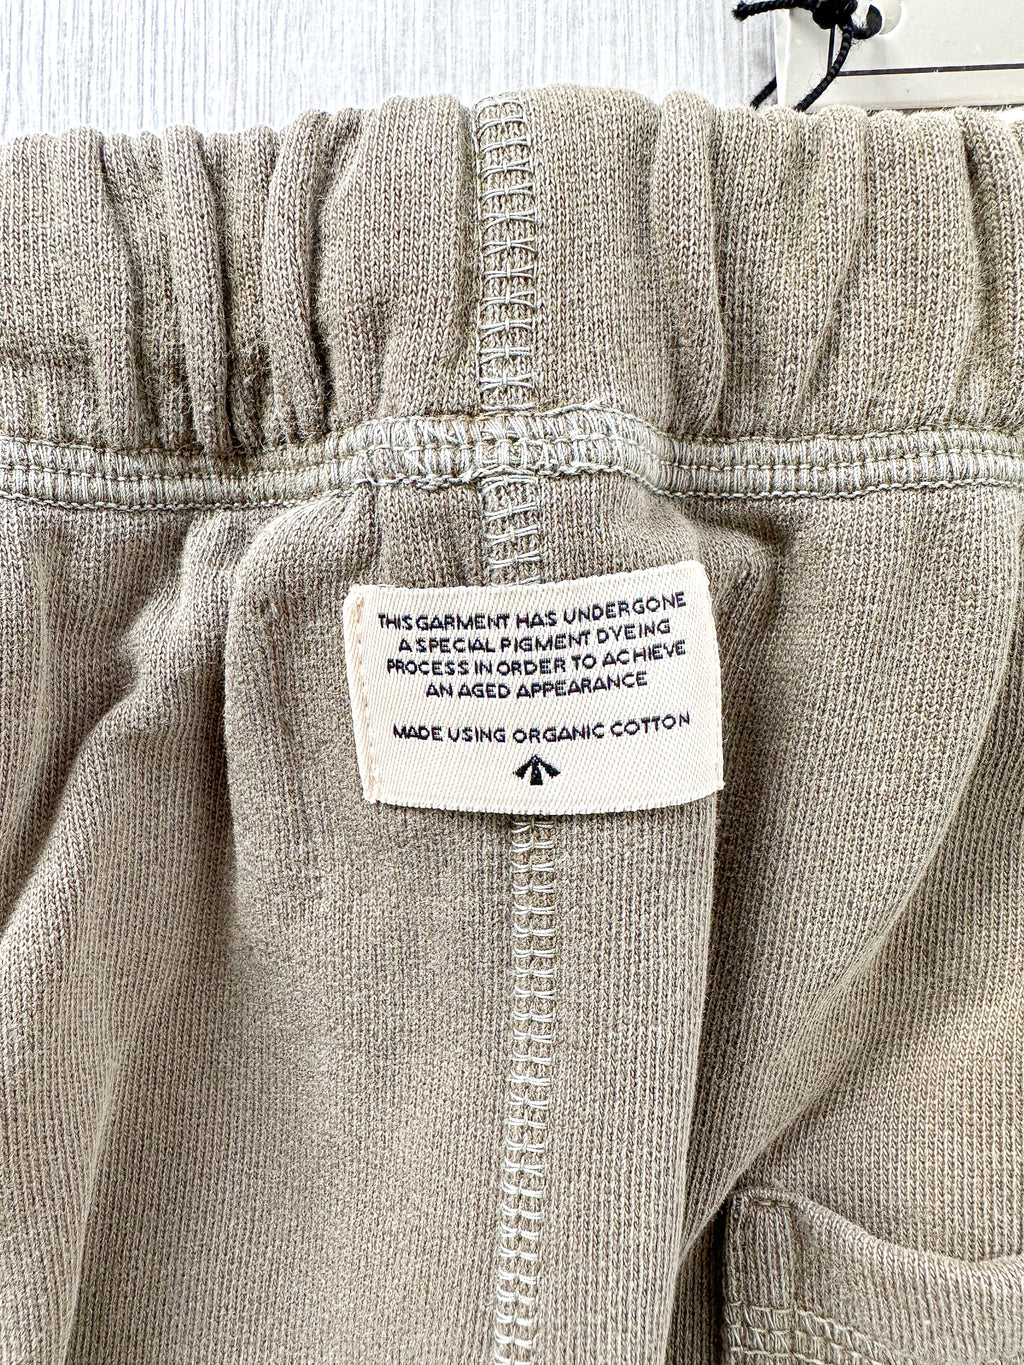 THIS GARMENT HAS UNDERGONE
A SPECIAL PIGMENT DYEING
PROCESS IN ORDER TO ACHIEVE
AN AGED APPEARANCE
MADE USING ORGANIC COTTON